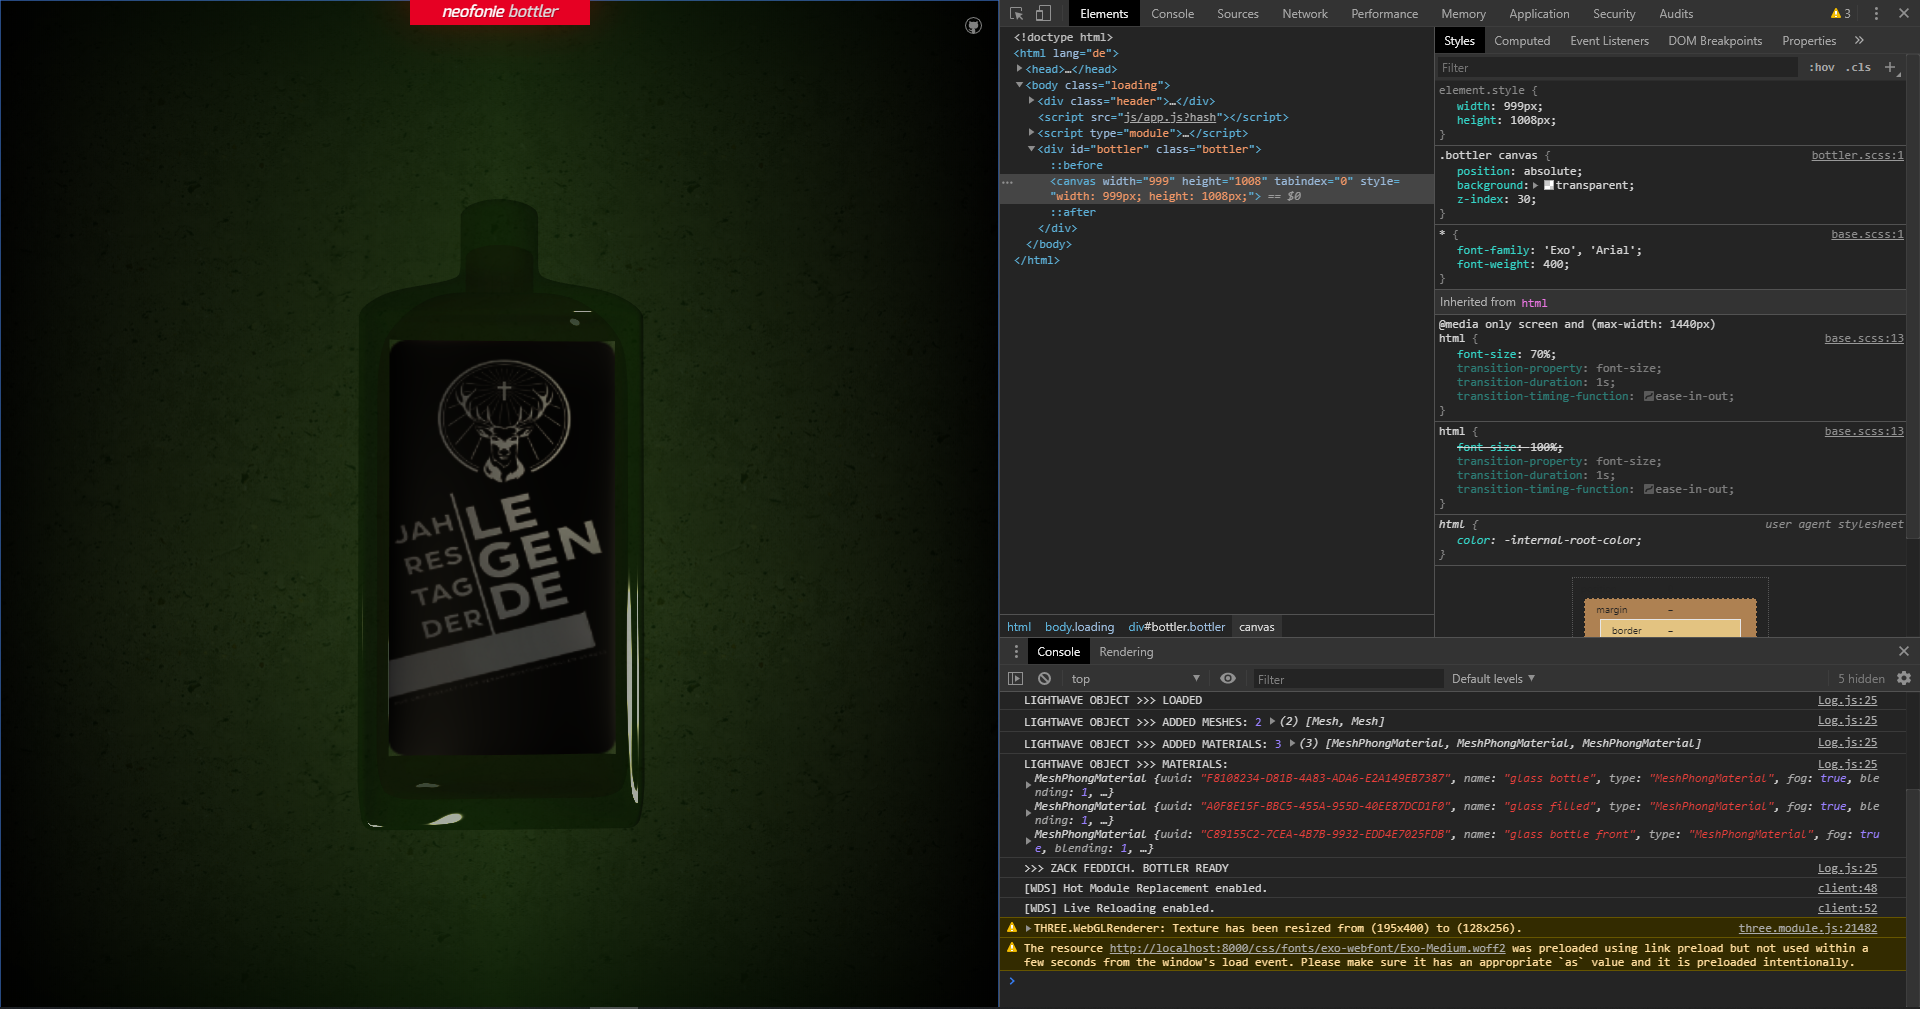 neofonie bottler
JAH
RES
TAG
DER
LE
GEN
DE
Elements Console Sources Network Performance Memory Application Security Audits 3
<!doctype html>
<html lang="de">
<head>…</head>
<body class="loading">
<div class="header">…</div>
<script src="js/app.js?hash"></script>
<script type="module">…</script>
<div id="bottler" class="bottler">
::before
<canvas width="999" height="1008" tabindex="0" style=
"width: 999px; height: 1008px;"> == $0
::after
</div>
</body>
</html>
html body.loading div#bottler.bottler canvas
Styles Computed Event Listeners DOM Breakpoints Properties »
Filter :hov .cls +
element.style {
width: 999px;
height: 1008px;
}
.bottler canvas { bottler.scss:1
position: absolute;
background: transparent;
z-index: 30;
}
* { base.scss:1
font-family: 'Exo', 'Arial';
font-weight: 400;
}
Inherited from html
@media only screen and (max-width: 1440px)
html { base.scss:13
font-size: 70%;
transition-property: font-size;
transition-duration: 1s;
transition-timing-function: ease-in-out;
}
html { base.scss:13
font-size: 100%;
transition-property: font-size;
transition-duration: 1s;
transition-timing-function: ease-in-out;
}
html { user agent stylesheet
color: -internal-root-color;
}
margin –
border –
Console Rendering
top Filter Default levels 5 hidden
LIGHTWAVE OBJECT >>> LOADED Log.js:25
LIGHTWAVE OBJECT >>> ADDED MESHES: 2 (2) [Mesh, Mesh] Log.js:25
LIGHTWAVE OBJECT >>> ADDED MATERIALS: 3 (3) [MeshPhongMaterial, MeshPhongMaterial, MeshPhongMaterial] Log.js:25
LIGHTWAVE OBJECT >>> MATERIALS: Log.js:25
MeshPhongMaterial {uuid: "F8108234-D81B-4A83-ADA6-E2A149EB7387", name: "glass bottle", type: "MeshPhongMaterial", fog: true, ble
nding: 1, …}
MeshPhongMaterial {uuid: "A0F8E15F-BBC5-455A-955D-40EE87DCD1F0", name: "glass filled", type: "MeshPhongMaterial", fog: true, ble
nding: 1, …}
MeshPhongMaterial {uuid: "C89155C2-7CEA-4B7B-9932-EDD4E7025FDB", name: "glass bottle front", type: "MeshPhongMaterial", fog: tru
e, blending: 1, …}
>>> ZACK FEDDICH. BOTTLER READY Log.js:25
[WDS] Hot Module Replacement enabled. client:48
[WDS] Live Reloading enabled. client:52
THREE.WebGLRenderer: Texture has been resized from (195x400) to (128x256). three.module.js:21482
The resource http://localhost:8000/css/fonts/exo-webfont/Exo-Medium.woff2 was preloaded using link preload but not used within a
few seconds from the window's load event. Please make sure it has an appropriate `as` value and it is preloaded intentionally.